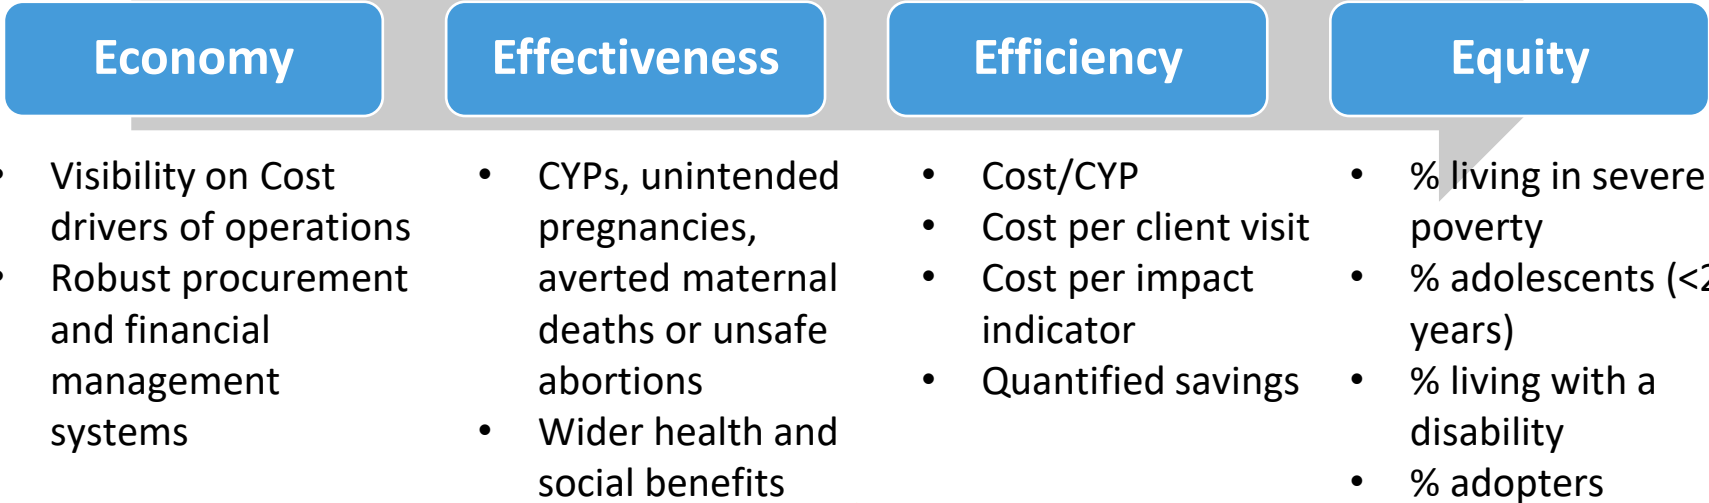 Economy
• Visibility on Cost
drivers of operations
• Robust procurement
and financial
management
systems
Effectiveness
• CYPs, unintended
pregnancies,
averted maternal
deaths or unsafe
abortions
• Wider health and
social benefits
Efficiency
• Cost/CYP
• Cost per client visit
• Cost per impact
indicator
• Quantified savings
Equity
• % living in severe
poverty
• % adolescents
years)
• % living with a
disability
• % adopters